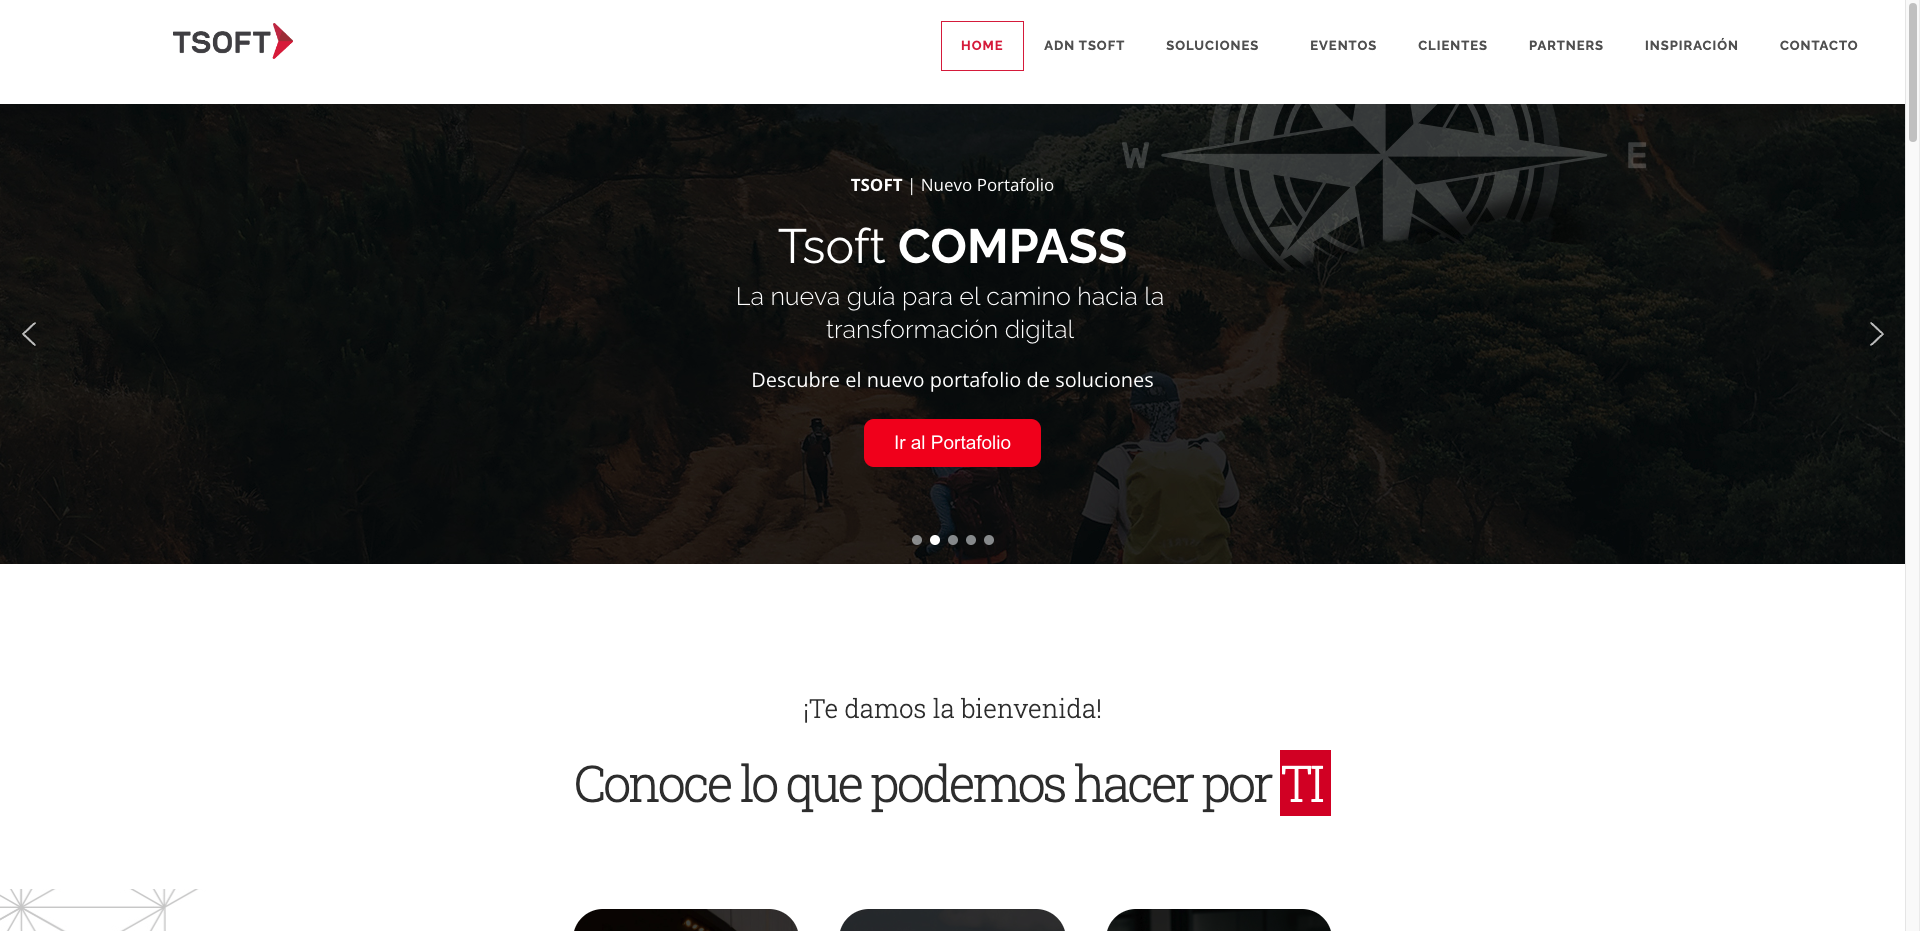 TSOFT
HOME
ADN TSOFT
SOLUCIONES
EVENTOS
CLIENTES
PARTNERS
INSPIRACIÓN
CONTACTO
W
E
TSOFT | Nuevo Portafolio
Tsoft COMPASS
La nueva guía para el camino hacia la
transformación digital
Descubre el nuevo portafolio de soluciones
Ir al Portafolio
¡Te damos la bienvenida!
Conoce lo que podemos hacer por TI